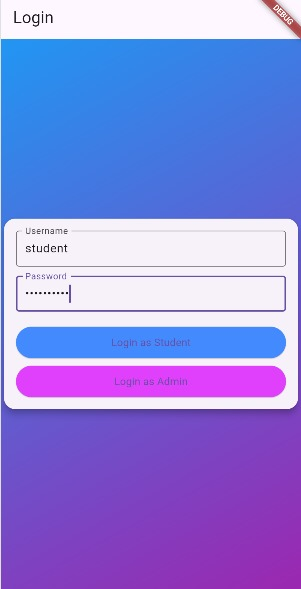 Login
DEBUG
Username
student
Password
••••••••••
Login as Student
Login as Admin